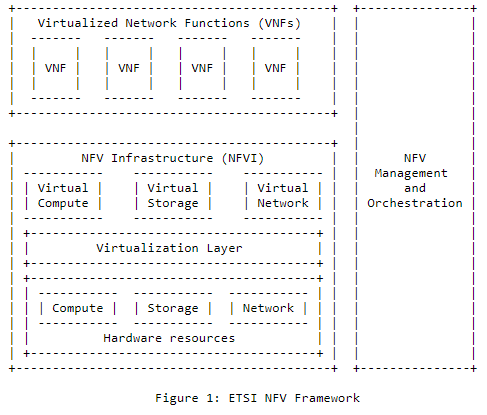 Virtualized Network Functions (VNFs)
VNF VNF VNF VNF
NFV Infrastructure (NFVI)
Virtual Virtual Virtual
Compute Storage Network
Virtualization Layer
Compute Storage Network
Hardware resources
NFV
Management
and
Orchestration
Figure 1: ETSI NFV Framework